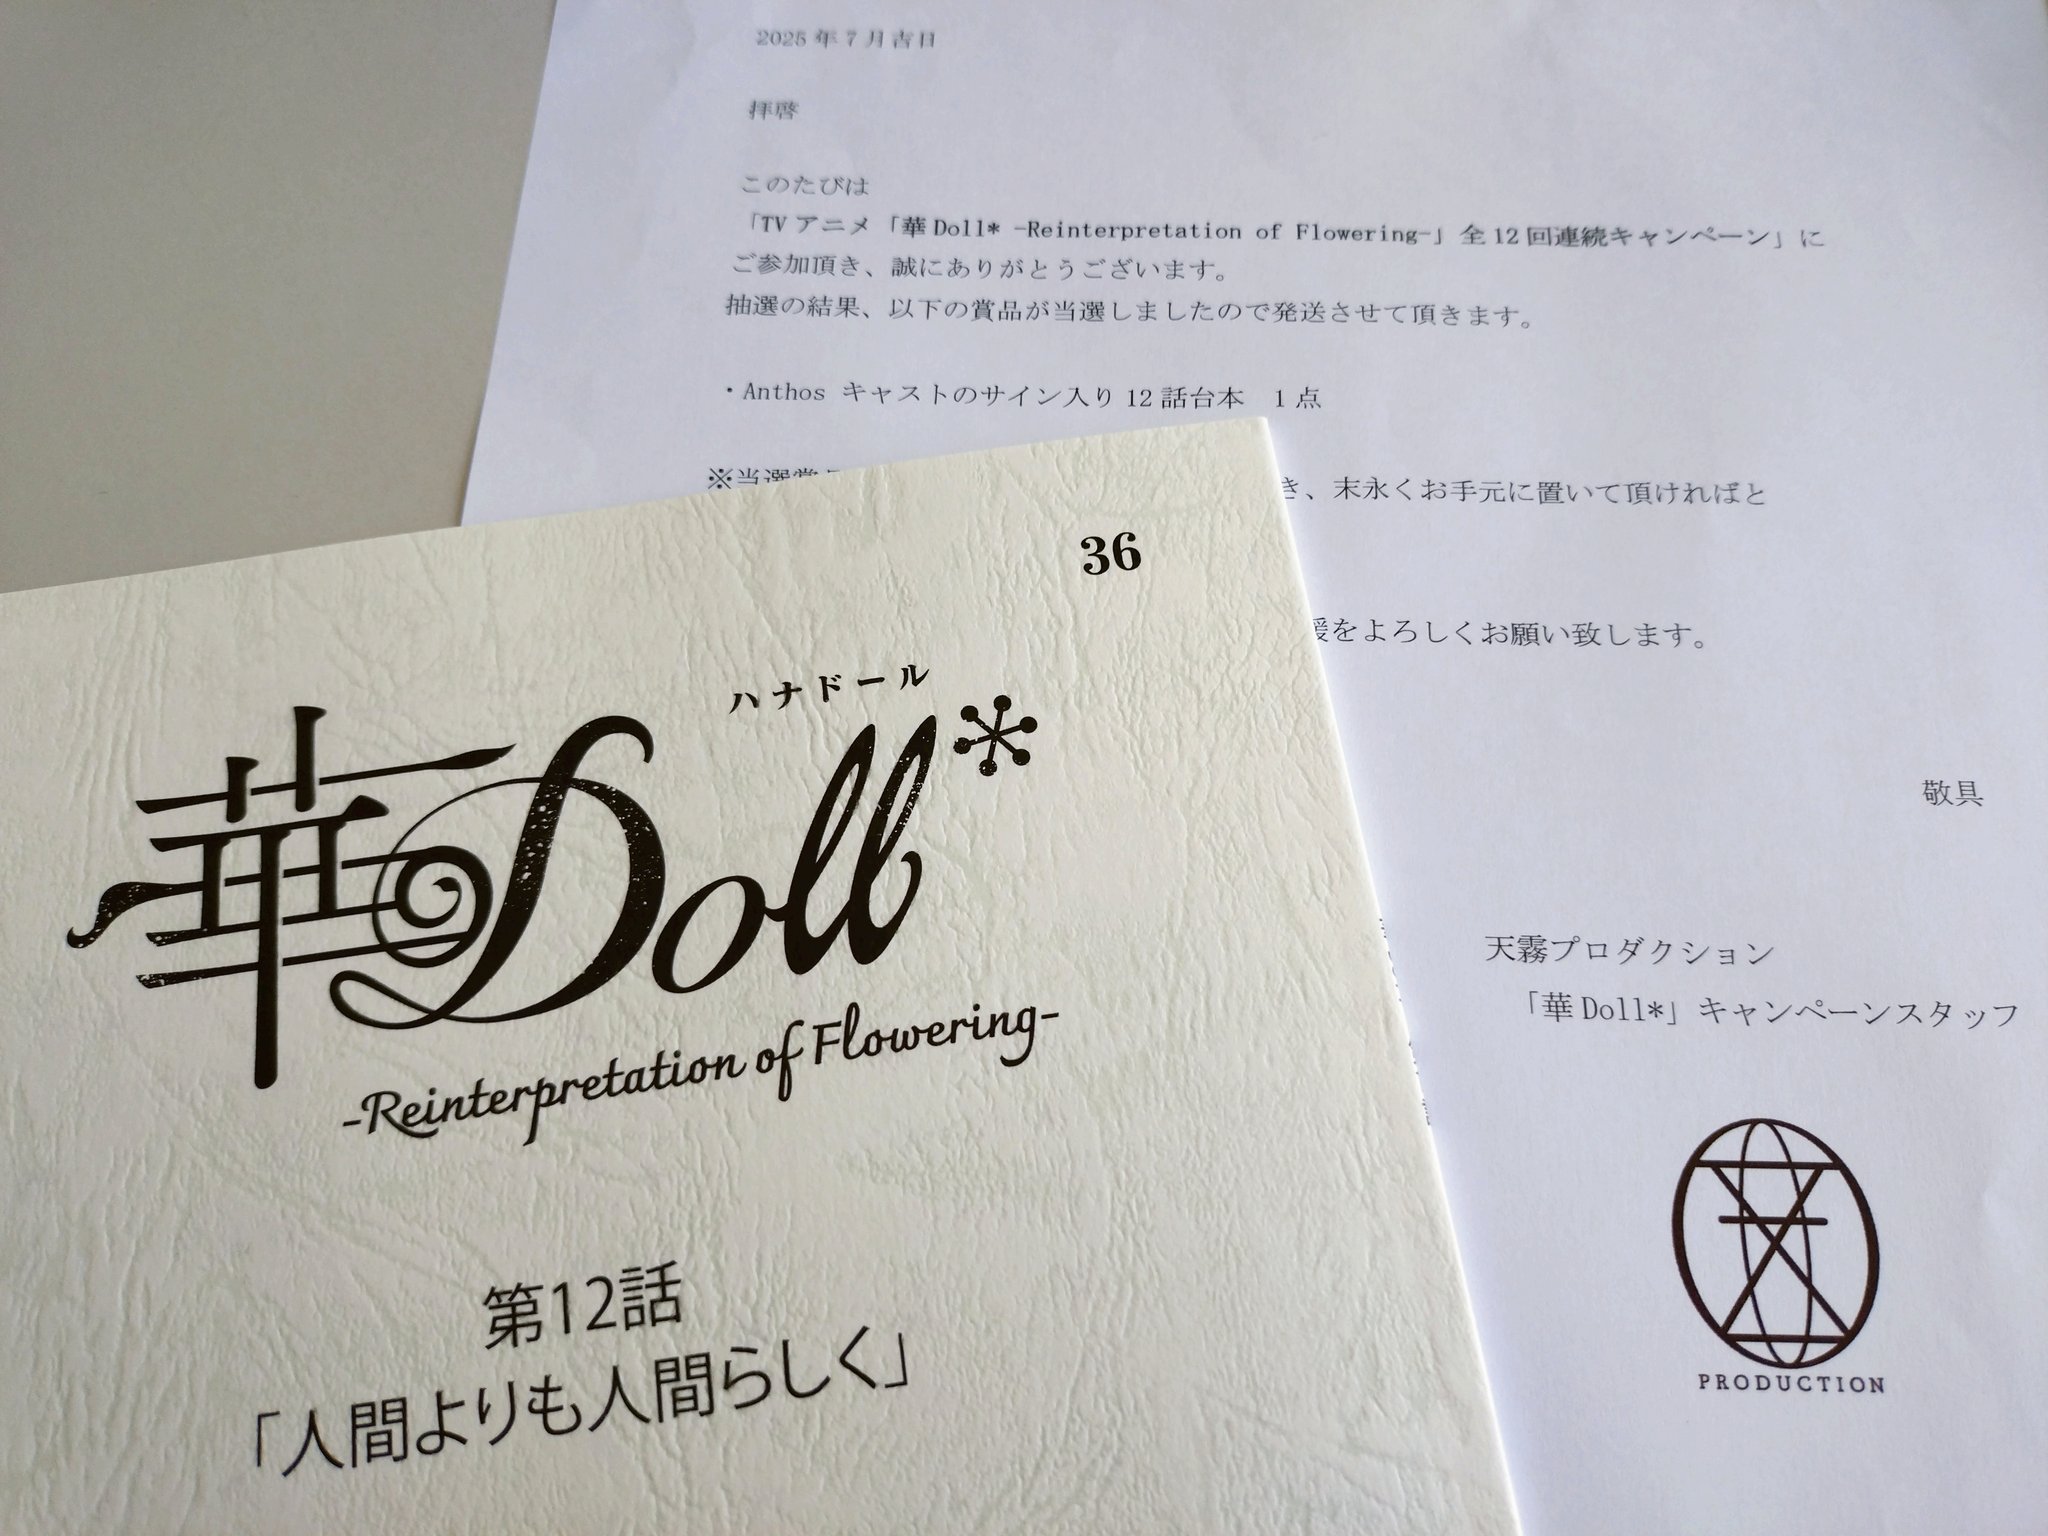 2025年7月吉日
拝啓
このたびは
「TVアニメ「華Doll* -Reinterpretation of Flowering-」全12回連続キャンペーン」に
ご参加頂き、誠にありがとうございます。
抽選の結果、以下の賞品が当選しましたので発送させて頂きます。
・Anthos キャストのサイン入り12話台本 1点
※当選賞
き、末永くお手元に置いて頂ければと
をよろしくお願い致します。
敬具
天霧プロダクション
「華Doll*」キャンペーンスタッフ
PRODUCTION
36
ハナドール
華Doll*
-Reinterpretation of Flowering-
第12話
「人間よりも人間らしく」